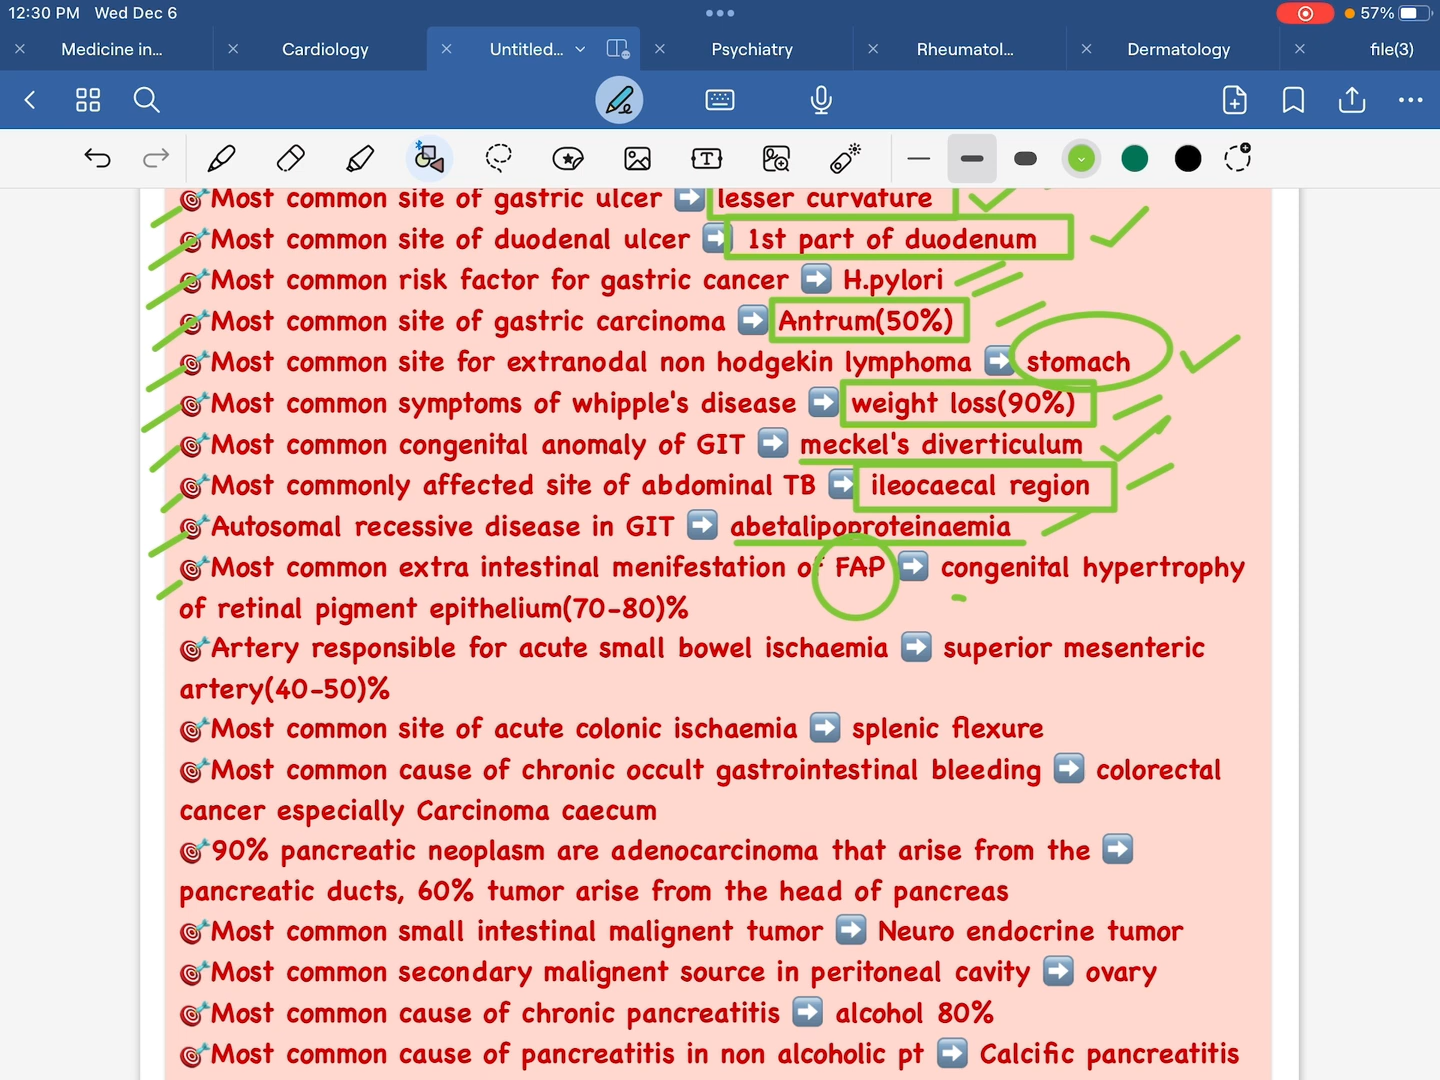 12:30 PM Wed Dec 6
57%
Medicine in...
Cardiology
Untitled...
Psychiatry
Rheumatol...
Dermatology
file(3)
🎯Most common site of gastric ulcer ➡️ lesser curvature
🎯Most common site of duodenal ulcer ➡️ 1st part of duodenum
🎯Most common risk factor for gastric cancer ➡️ H.pylori
🎯Most common site of gastric carcinoma ➡️ Antrum(50%)
🎯Most common site for extranodal non hodgekin lymphoma ➡️ stomach
🎯Most common symptoms of whipple's disease ➡️ weight loss(90%)
🎯Most common congenital anomaly of GIT ➡️ meckel's diverticulum
🎯Most commonly affected site of abdominal TB ➡️ ileocaecal region
🎯Autosomal recessive disease in GIT ➡️ abetalipoproteinaemia
🎯Most common extra intestinal menifestation of FAP ➡️ congenital hypertrophy
of retinal pigment epithelium(70-80)%
🎯Artery responsible for acute small bowel ischaemia ➡️ superior mesenteric
artery(40-50)%
🎯Most common site of acute colonic ischaemia ➡️ splenic flexure
🎯Most common cause of chronic occult gastrointestinal bleeding ➡️ colorectal
cancer especially Carcinoma caecum
🎯90% pancreatic neoplasm are adenocarcinoma that arise from the ➡️
pancreatic ducts, 60% tumor arise from the head of pancreas
🎯Most common small intestinal malignent tumor ➡️ Neuro endocrine tumor
🎯Most common secondary malignent source in peritoneal cavity ➡️ ovary
🎯Most common cause of chronic pancreatitis ➡️ alcohol 80%
🎯Most common cause of pancreatitis in non alcoholic pt ➡️ Calcific pancreatitis